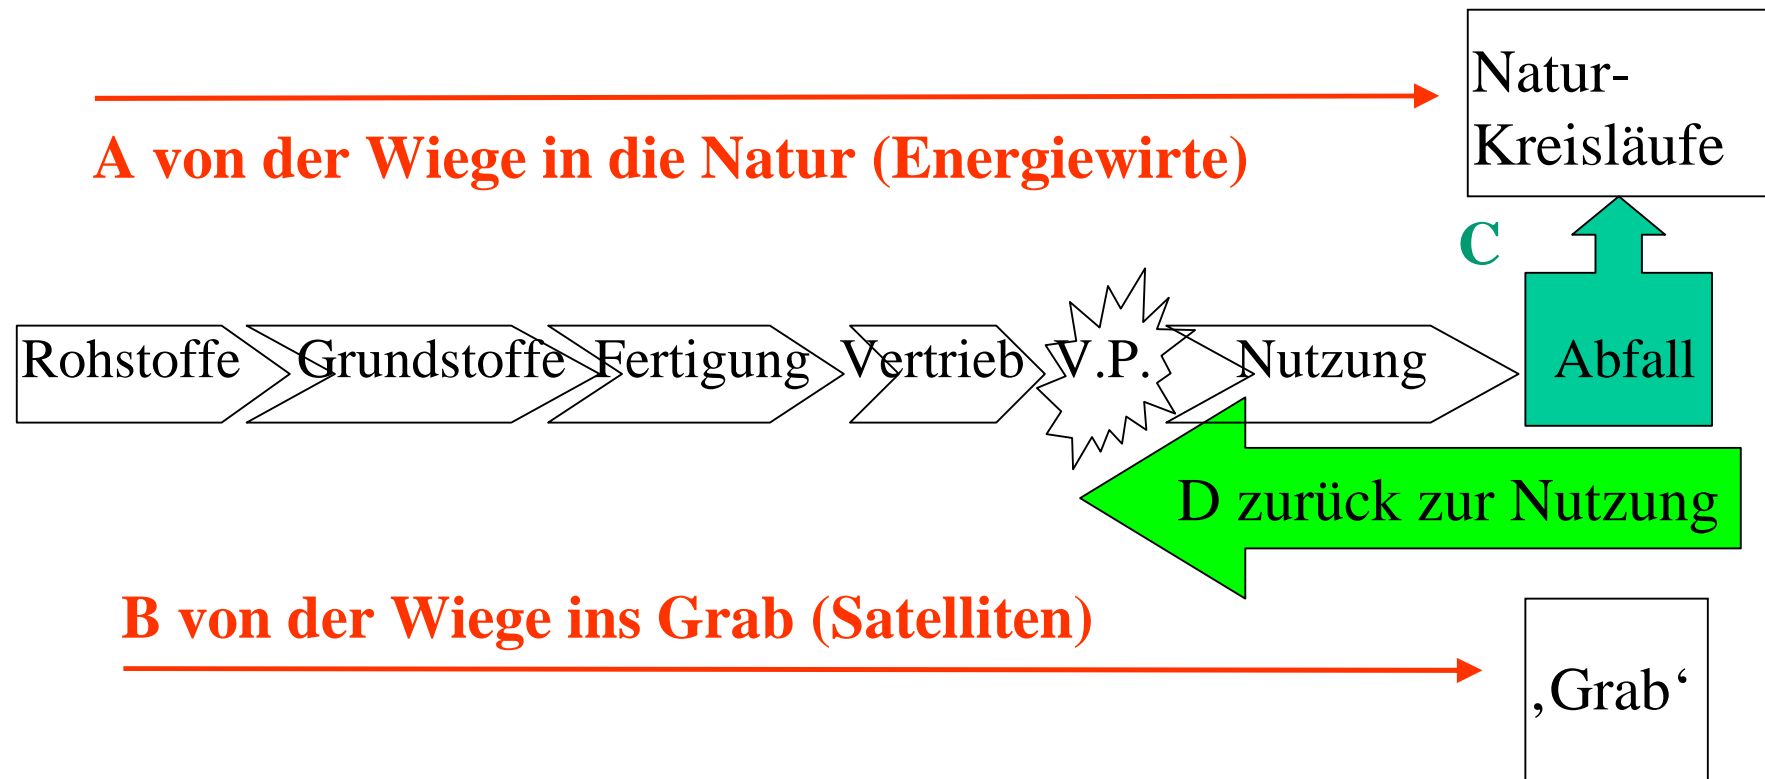 Natur-
Kreisläufe
A von der Wiege in die Natur (Energiewirte)
C
Rohstoffe Grundstoffe Fertigung Vertrieb V.P. Nutzung Abfall
D zurück zur Nutzung
B von der Wiege ins Grab (Satelliten)
‚Grab‘